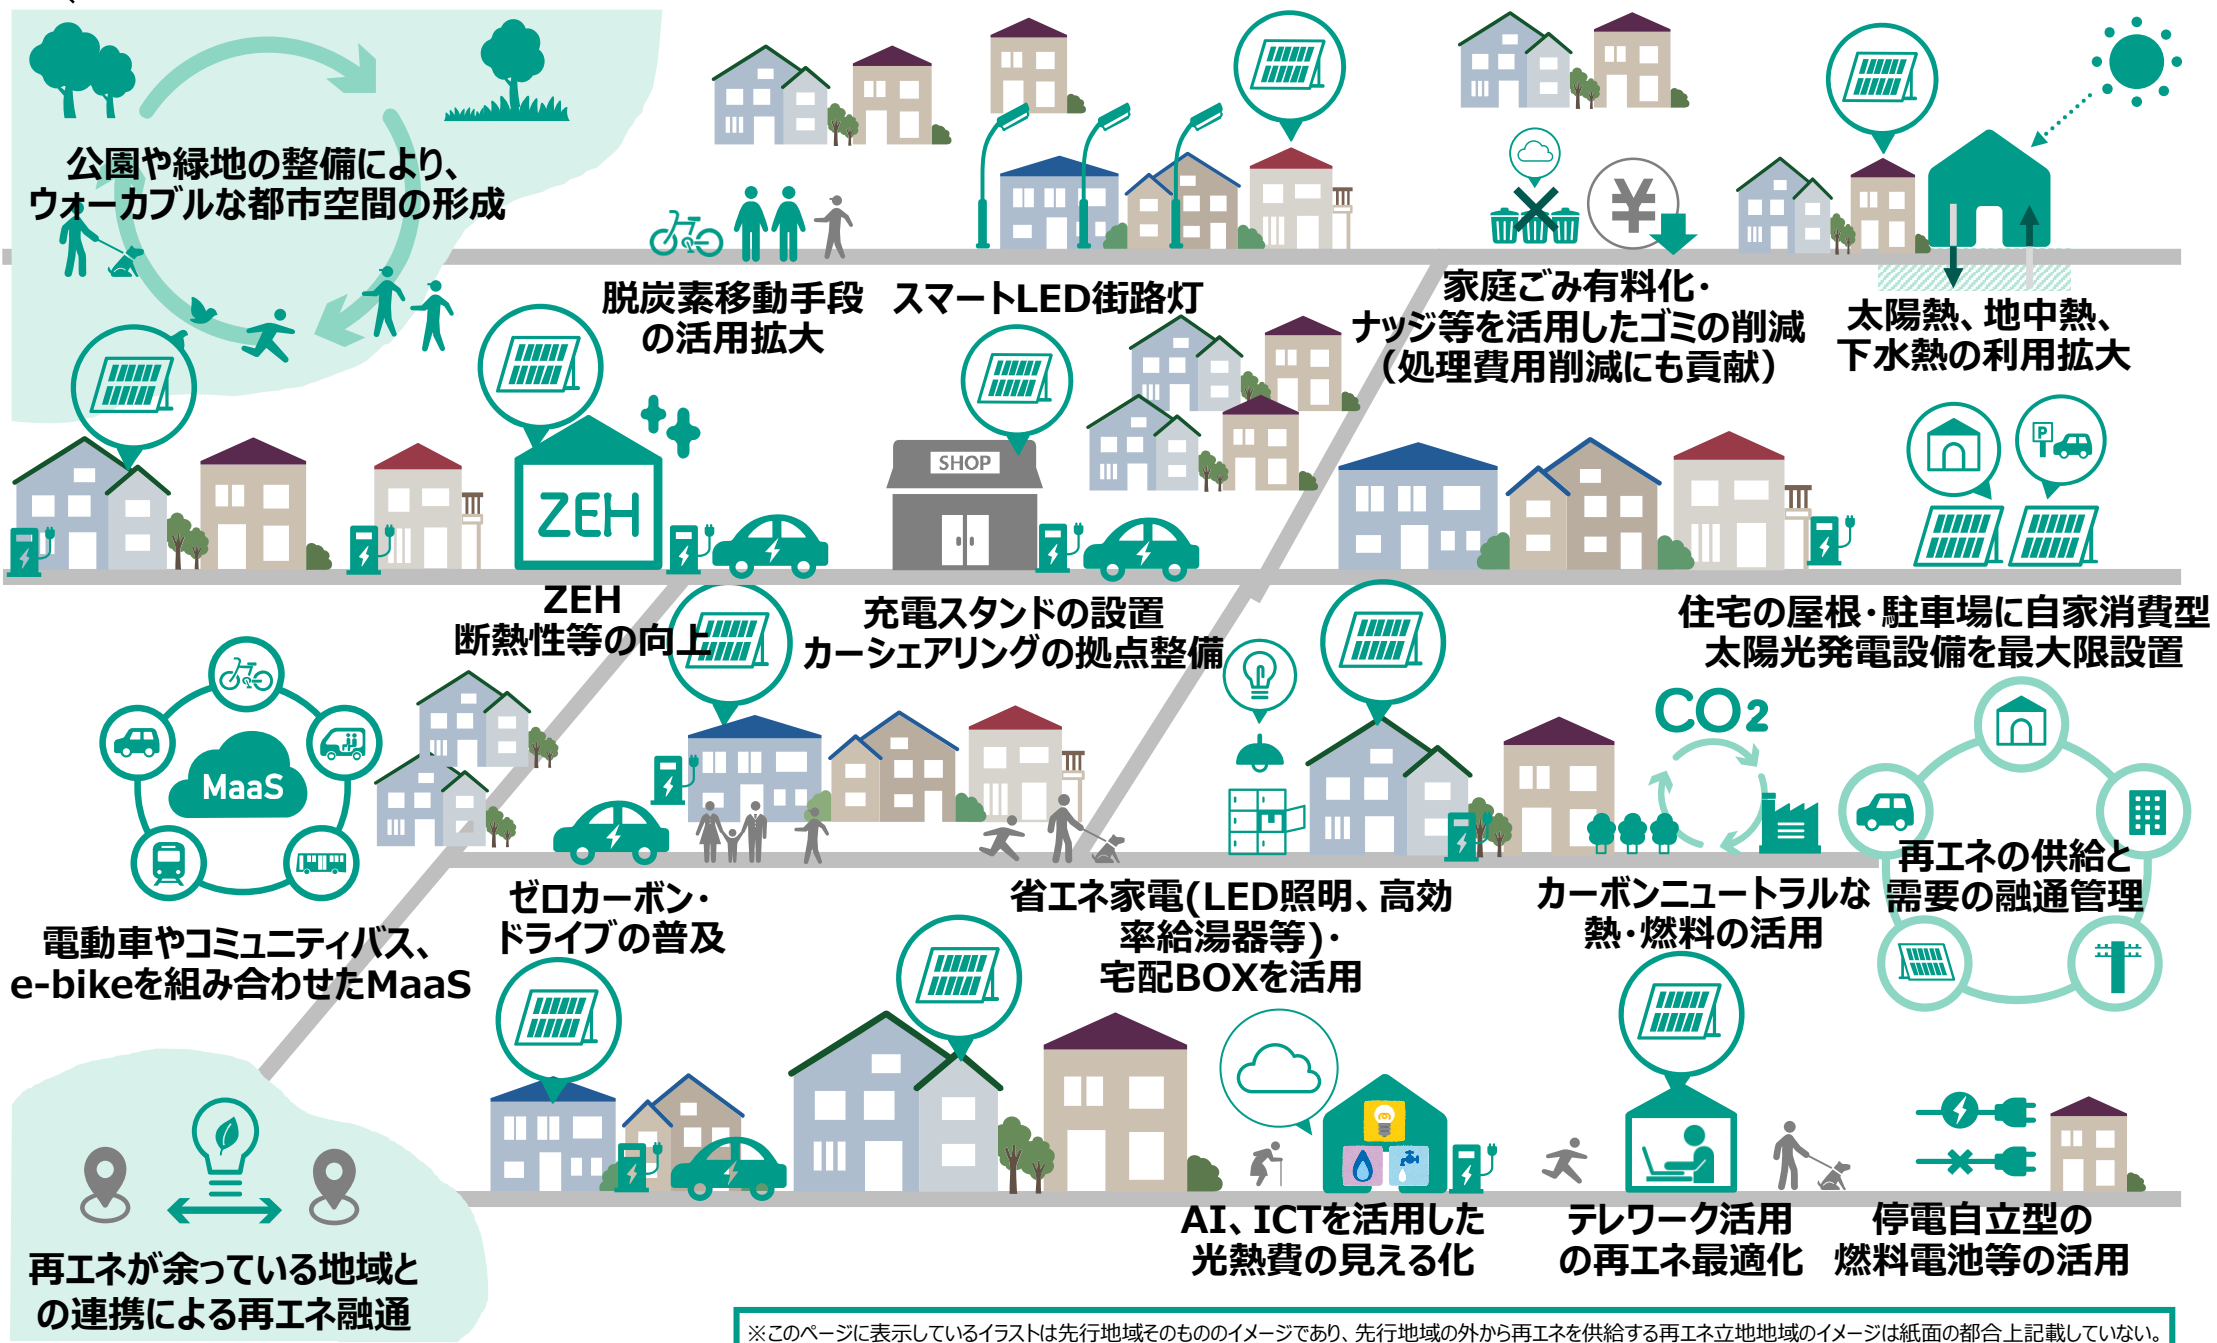 公園や緑地の整備により、
ウォーカブルな都市空間の形成
脱炭素移動手段
の活用拡大
スマートLED街路灯
¥
家庭ごみ有料化・
ナッジ等を活用したゴミの削減
（処理費用削減にも貢献）
太陽熱、地中熱、
下水熱の利用拡大
ZEH
SHOP
P
ZEH
断熱性等の向上
充電スタンドの設置
カーシェアリングの拠点整備
住宅の屋根・駐車場に自家消費型
太陽光発電設備を最大限設置
MaaS
CO2
電動車やコミュニティバス、
e-bikeを組み合わせたMaaS
ゼロカーボン・
ドライブの普及
省エネ家電(LED照明、高効
率給湯器等)・
宅配BOXを活用
カーボンニュートラルな
熱・燃料の活用
再エネの供給と
需要の融通管理
再エネが余っている地域と
の連携による再エネ融通
AI、ICTを活用した
光熱費の見える化
テレワーク活用
の再エネ最適化
停電自立型の
燃料電池等の活用
※このページに表示しているイラストは先行地域そのもののイメージであり、先行地域の外から再エネを供給する再エネ立地地域のイメージは紙面の都合上記載していない。